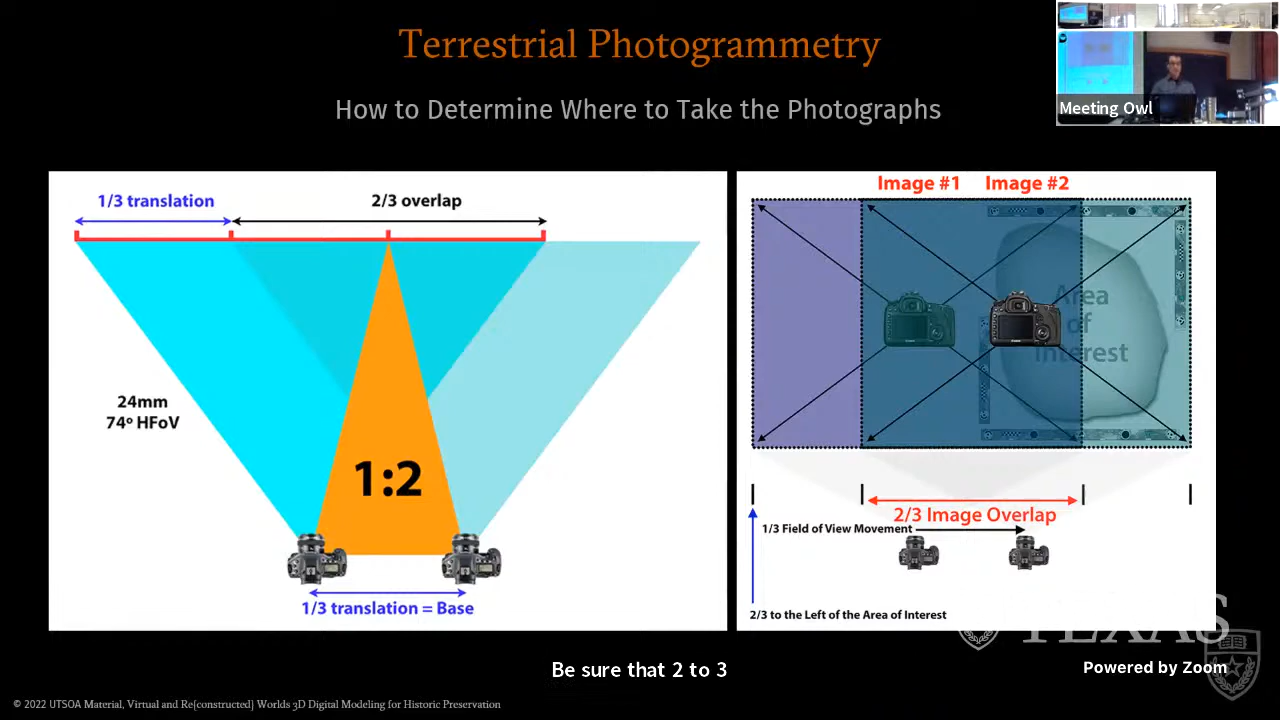 Terrestrial Photogrammetry
How to Determine Where to Take the Photographs
Meeting Owl
1/3 translation
2/3 overlap
24mm
74º HFoV
1:2
1/3 translation = Base
Image #1
Image #2
Area
of
Interest
2/3 Image Overlap
1/3 Field of View Movement
2/3 to the Left of the Area of Interest
TEXAS
Be sure that 2 to 3
Powered by Zoom
© 2022 UTSOA Material, Virtual and Re{constructed} Worlds 3D Digital Modeling for Historic Preservation